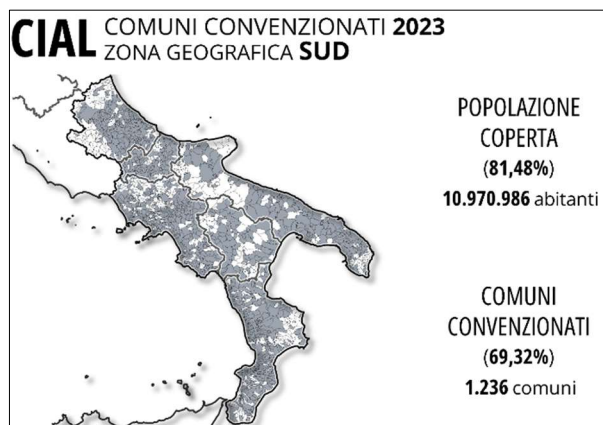 CIAL COMUNI CONVENZIONATI 2023
ZONA GEOGRAFICA SUD
POPOLAZIONE
COPERTA
(81,48%)
10.970.986 abitanti
COMUNI
CONVENZIONATI
(69,32%)
1.236 comuni